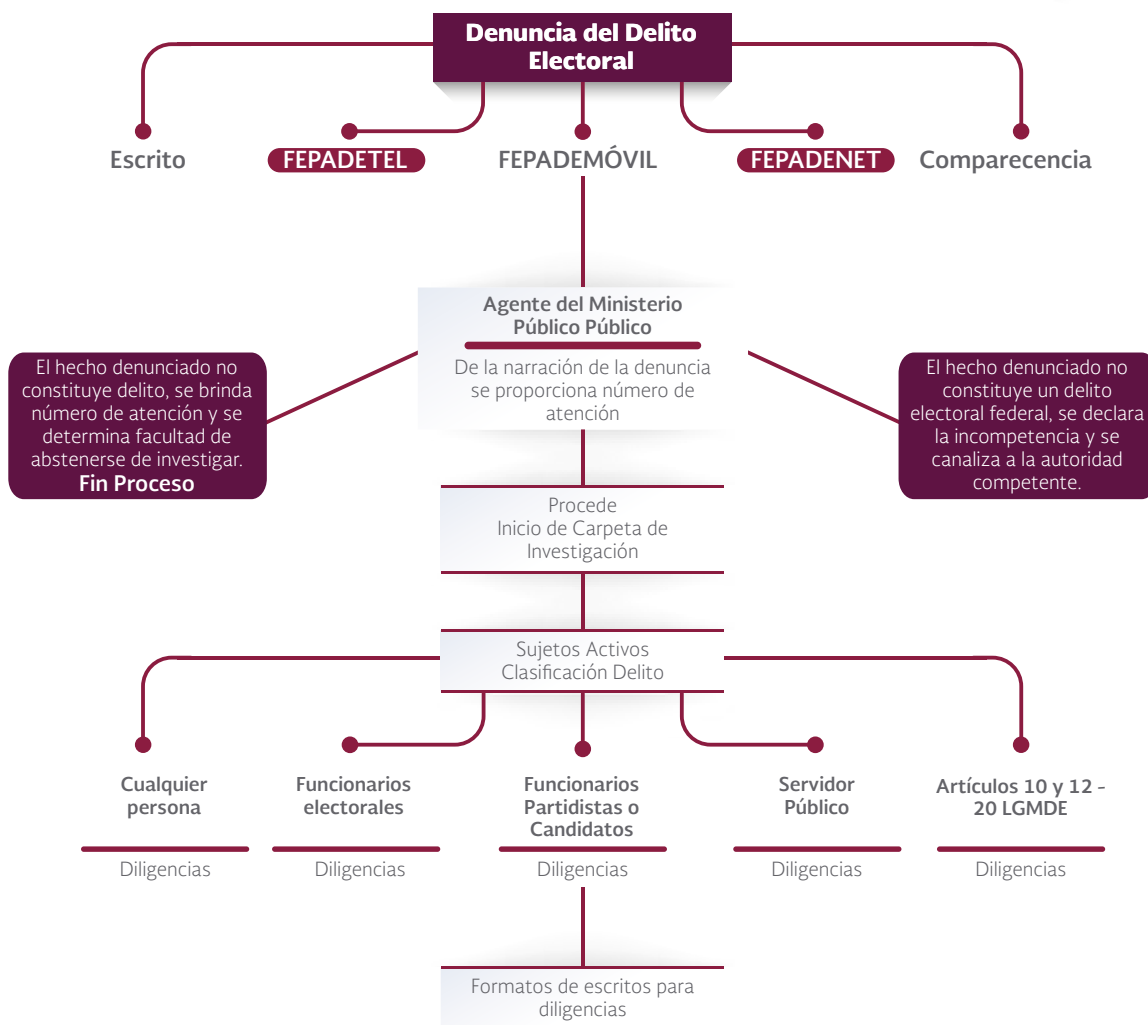 Denuncia del Delito
Electoral
Escrito
FEPADETEL
FEPADEMÓVIL
FEPADENET
Comparecencia
Agente del Ministerio
Público Público
De la narración de la denuncia
se proporciona número de
atención
El hecho denunciado no
constituye delito, se brinda
número de atención y se
determina facultad de
abstenerse de investigar.
Fin Proceso
El hecho denunciado no
constituye un delito
electoral federal, se declara
la incompetencia y se
canaliza a la autoridad
competente.
Procede
Inicio de Carpeta de
Investigación
Sujetos Activos
Clasificación Delito
Cualquier
persona
Diligencias
Funcionarios
electorales
Diligencias
Funcionarios
Partidistas o
Candidatos
Diligencias
Servidor
Público
Diligencias
Artículos 10 y 12 -
20 LGMDE
Diligencias
Formatos de escritos para
diligencias